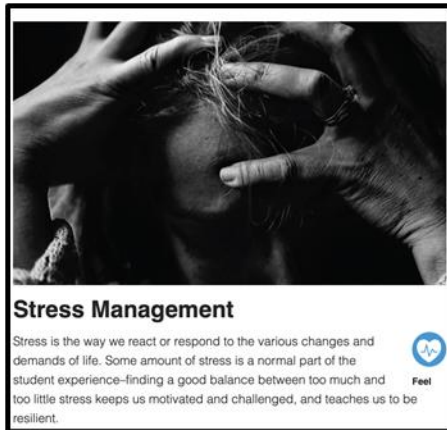 Stress Management
Stress is the way we react or respond to the various changes and
demands of life. Some amount of stress is a normal part of the
student experience–finding a good balance between too much and
too little stress keeps us motivated and challenged, and teaches us to be
resilient.
Feel